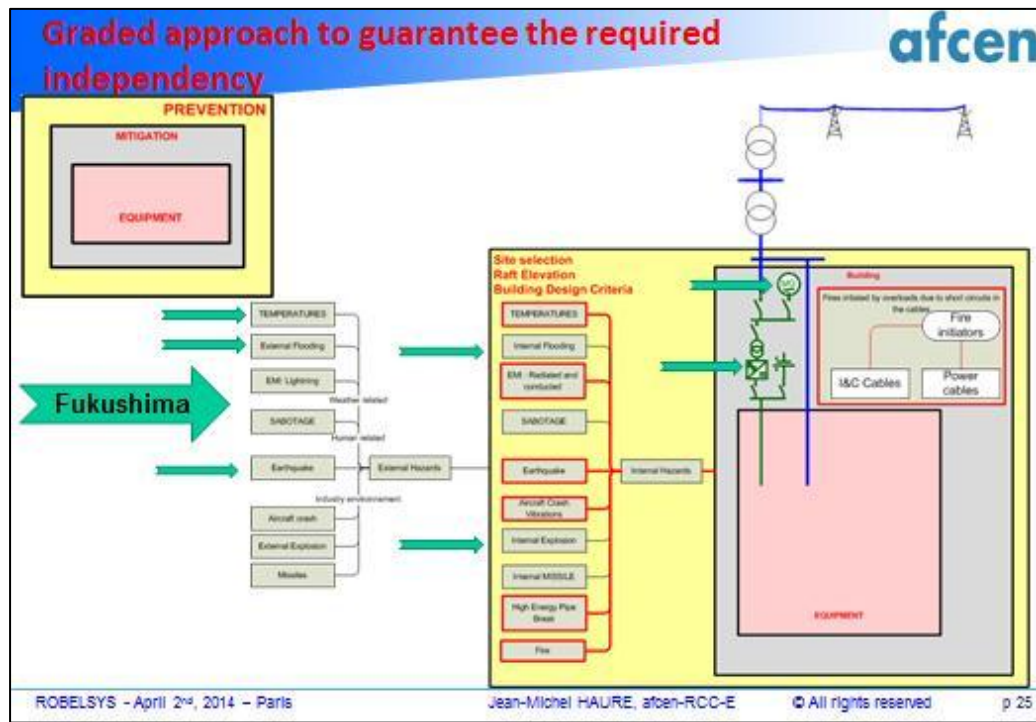 Graded approach to guarantee the required
independency
afcen
PREVENTION
MITIGATION
EQUIPMENT
Fukushima
TEMPERATURES
External Flooding
EMI: Lightning
Weather related
SABOTAGE
Human related
Earthquake
External Hazards
Industry environnement
Aircraft crash
External Explosion
Missiles
Site selection
Raft Elevation
Building Design Criteria
TEMPERATURES
Internal Flooding
EMI - Radiated and
conducted
SABOTAGE
Earthquake
Internal Hazards
Aircraft Crash
Vibrations
Internal Explosion
Internal MISSILE
High Energy Pipe
Break
Fire
Building
Fires initiated by overloads due to short circuits in
the cables
Fire
initiators
I&C Cables
Power
cables
EQUIPMENT
ROBELSYS - April 2nd, 2014 – Paris
Jean-Michel HAURE, afcen-RCC-E
© All rights reserved
p 25